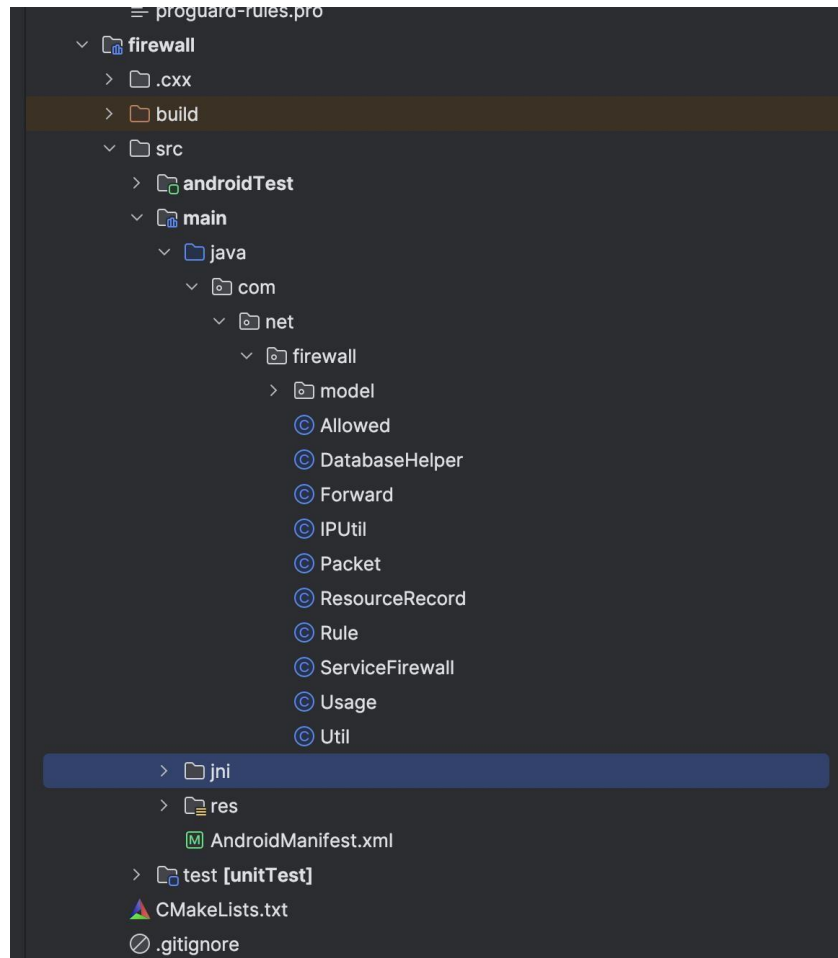 proguard-rules.pro
firewall
.cxx
build
src
androidTest
main
java
com
net
firewall
model
Allowed
DatabaseHelper
Forward
IPUtil
Packet
ResourceRecord
Rule
ServiceFirewall
Usage
Util
jni
res
AndroidManifest.xml
test [unitTest]
CMakeLists.txt
.gitignore